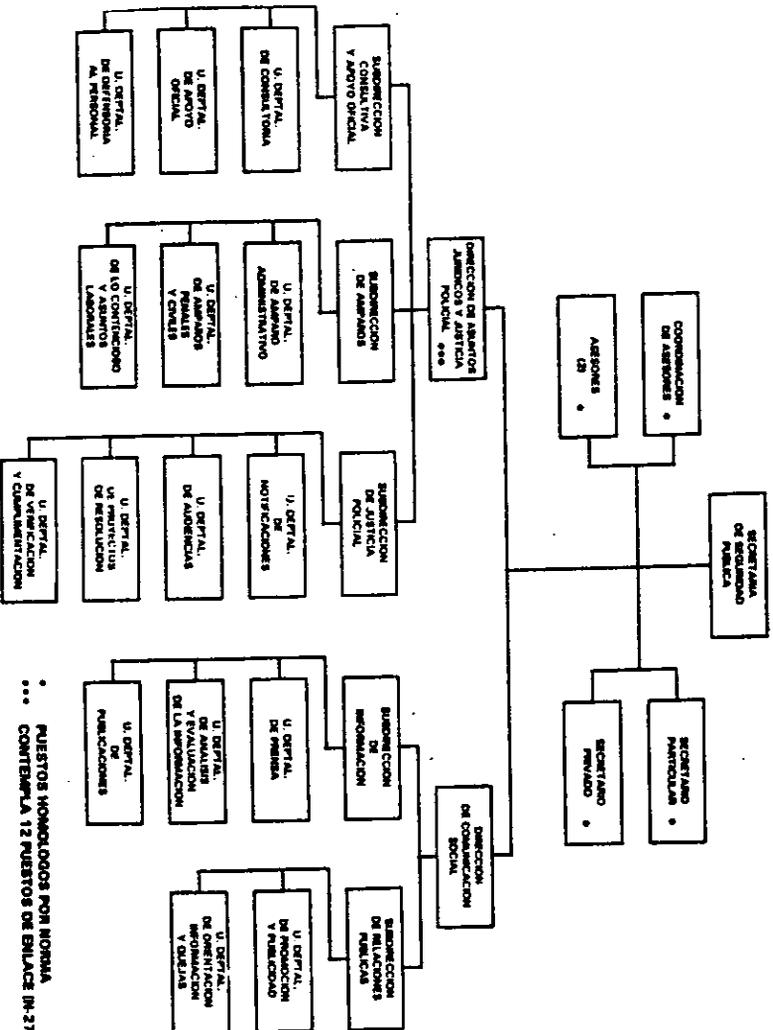 SECRETARIA
DE SEGURIDAD
PUBLICA
COORDINACION
DE ASESORES *
ASESORES
(2) *
SECRETARIO
PARTICULAR *
SECRETARIO
PRIVADO *
DIRECCION DE ASUNTOS
JURIDICOS Y JUSTICIA
POLICIAL ***
DIRECCION
DE COMUNICACION
SOCIAL
SUBDIRECCION
CONSULTIVA
Y APOYO OFICIAL
U. DEPTAL.
DE CONSULTORIA
U. DEPTAL.
DE APOYO
OFICIAL
U. DEPTAL.
DE DEFENSORIA
AL PERSONAL
SUBDIRECCION
DE AMPAROS
U. DEPTAL.
DE AMPARO
ADMINISTRATIVO
U. DEPTAL.
DE AMPAROS
PENALES
Y CIVILES
U. DEPTAL.
DE LO CONTENCIOSO
Y ASUNTOS
LABORALES
SUBDIRECCION
DE JUSTICIA
POLICIAL
U. DEPTAL.
DE
NOTIFICACIONES
U. DEPTAL.
DE AUDIENCIAS
U. DEPTAL.
DE PROYECTOS
DE RESOLUCION
U. DEPTAL
DE VERIFICACION
Y CUMPLIMENTACION
SUBDIRECCION
DE
INFORMACION
U. DEPTAL.
DE PRENSA
U. DEPTAL.
DE ANALISIS
Y EVALUACION
DE LA INFORMACION
U. DEPTAL.
DE
PUBLICACIONES
SUBDIRECCION
DE RELACIONES
PUBLICAS
U. DEPTAL.
DE PROMOCION
Y PUBLICIDAD
U. DEPTAL.
DE ORIENTACION
INFORMACION
Y QUEJAS
* PUESTOS HOMOLOGOS POR NORMA
*** CONTEMPLA 12 PUESTOS DE ENLACE (N-27